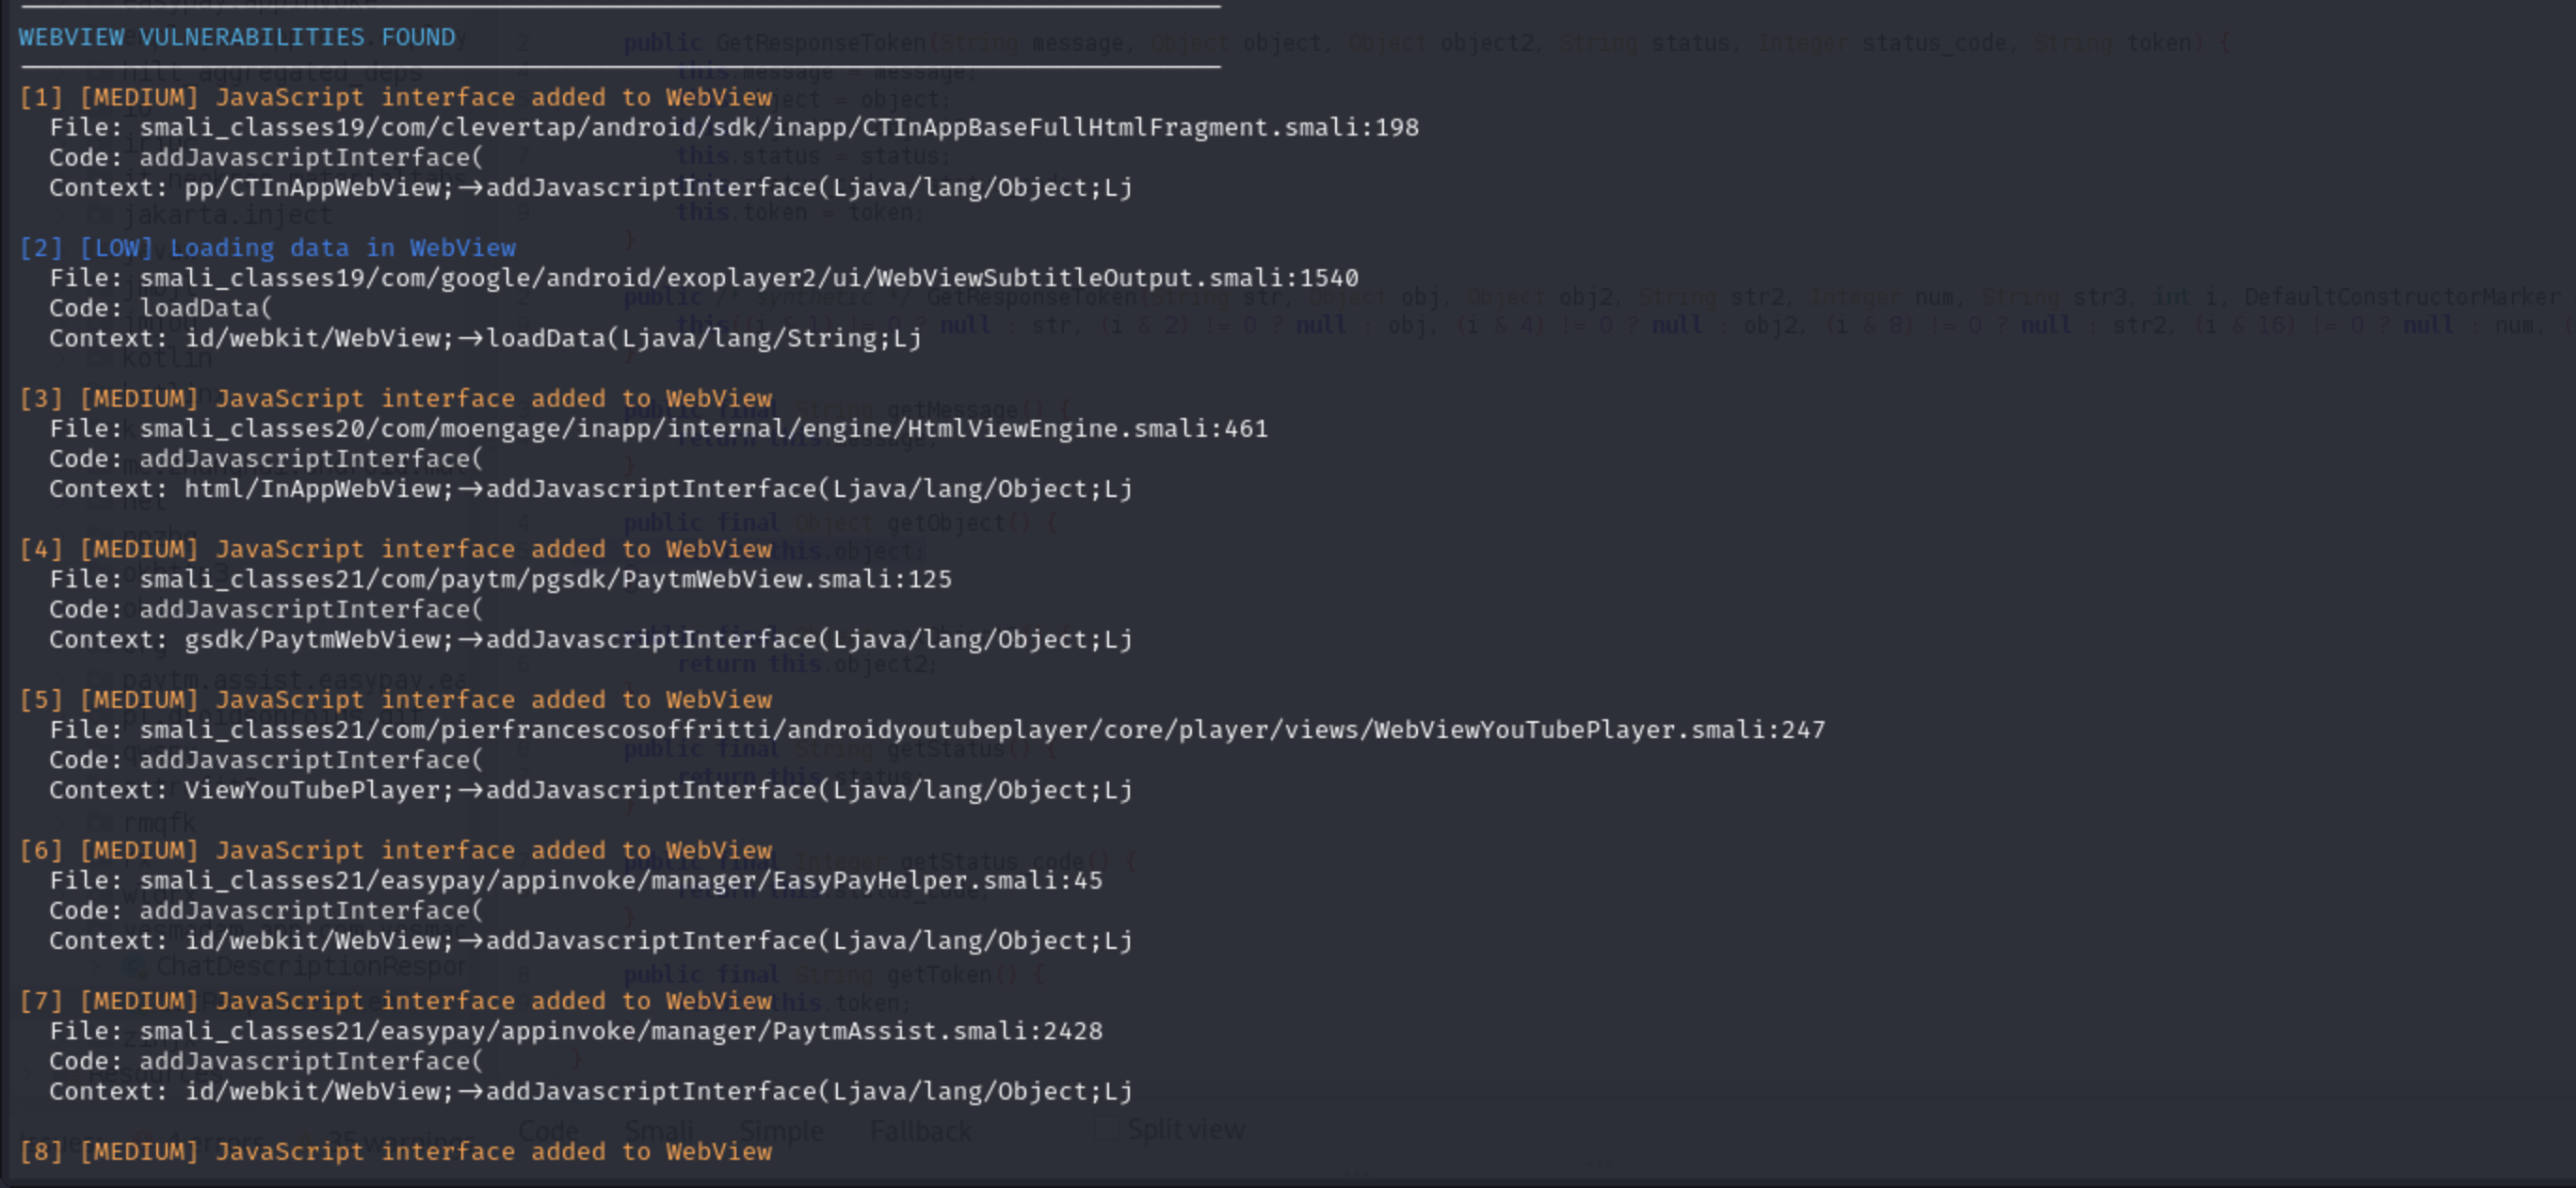 WEBVIEW VULNERABILITIES FOUND
[1] [MEDIUM] JavaScript interface added to WebView
File: smali_classes19/com/clevertap/android/sdk/inapp/CTInAppBaseFullHtmlFragment.smali:198
Code: addJavascriptInterface(
Context: pp/CTInAppWebView;->addJavascriptInterface(Ljava/lang/Object;Lj
[2] [LOW] Loading data in WebView
File: smali_classes19/com/google/android/exoplayer2/ui/WebViewSubtitleOutput.smali:1540
Code: loadData(
Context: id/webkit/WebView;->loadData(Ljava/lang/String;Lj
[3] [MEDIUM] JavaScript interface added to WebView
File: smali_classes20/com/moengage/inapp/internal/engine/HtmlViewEngine.smali:461
Code: addJavascriptInterface(
Context: html/InAppWebView;->addJavascriptInterface(Ljava/lang/Object;Lj
[4] [MEDIUM] JavaScript interface added to WebView
File: smali_classes21/com/paytm/pgsdk/PaytmWebView.smali:125
Code: addJavascriptInterface(
Context: gsdk/PaytmWebView;->addJavascriptInterface(Ljava/lang/Object;Lj
[5] [MEDIUM] JavaScript interface added to WebView
File: smali_classes21/com/pierfrancescosoffritti/androidyoutubeplayer/core/player/views/WebViewYouTubePlayer.smali:247
Code: addJavascriptInterface(
Context: ViewYouTubePlayer;->addJavascriptInterface(Ljava/lang/Object;Lj
[6] [MEDIUM] JavaScript interface added to WebView
File: smali_classes21/easypay/appinvoke/manager/EasyPayHelper.smali:45
Code: addJavascriptInterface(
Context: id/webkit/WebView;->addJavascriptInterface(Ljava/lang/Object;Lj
[7] [MEDIUM] JavaScript interface added to WebView
File: smali_classes21/easypay/appinvoke/manager/PaytmAssist.smali:2428
Code: addJavascriptInterface(
Context: id/webkit/WebView;->addJavascriptInterface(Ljava/lang/Object;Lj
Code Smali Simple Fallback Split view
[8] [MEDIUM] JavaScript interface added to WebView